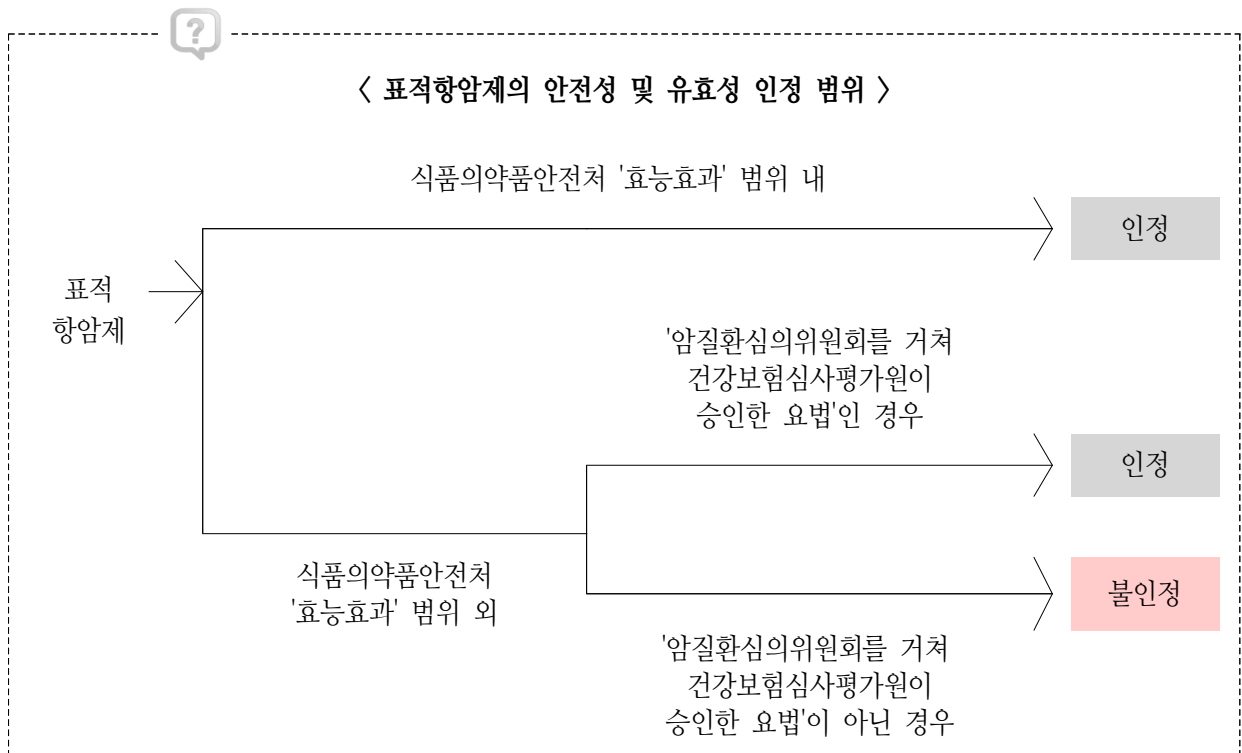 ?
〈 표적항암제의 안전성 및 유효성 인정 범위 〉
식품의약품안전처 '효능효과' 범위 내
인정
표적
항암제
'암질환심의위원회를 거쳐
건강보험심사평가원이
승인한 요법'인 경우
인정
식품의약품안전처
'효능효과' 범위 외
불인정
'암질환심의위원회를 거쳐
건강보험심사평가원이
승인한 요법'이 아닌 경우